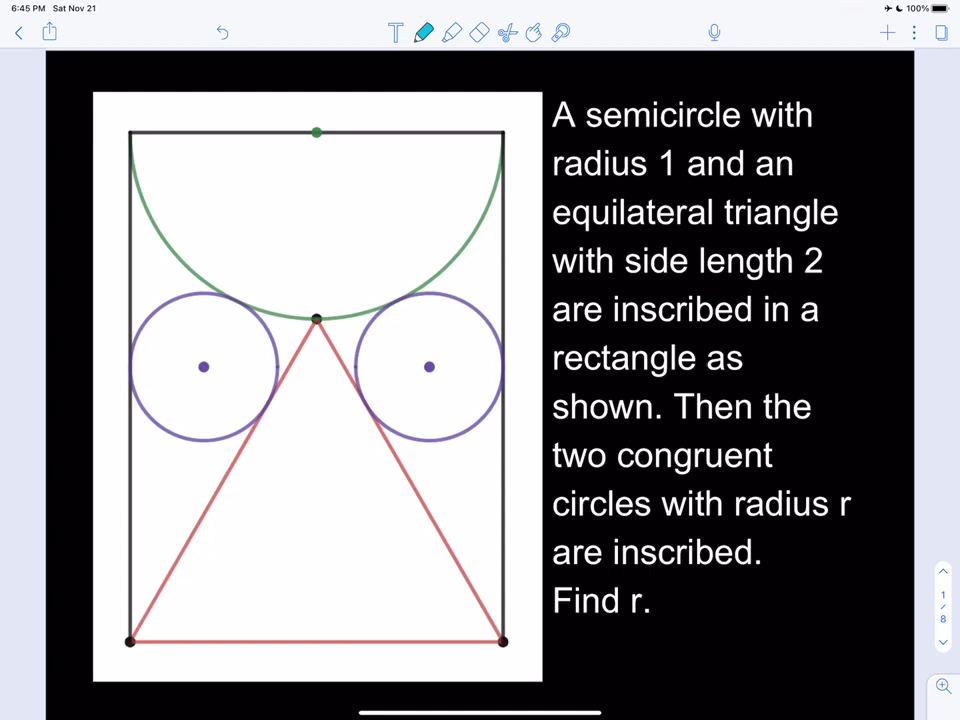 6:45 PM Sat Nov 21
100%
A semicircle with
radius 1 and an
equilateral triangle
with side length 2
are inscribed in a
rectangle as
shown. Then the
two congruent
circles with radius r
are inscribed.
Find r.
1
/
8